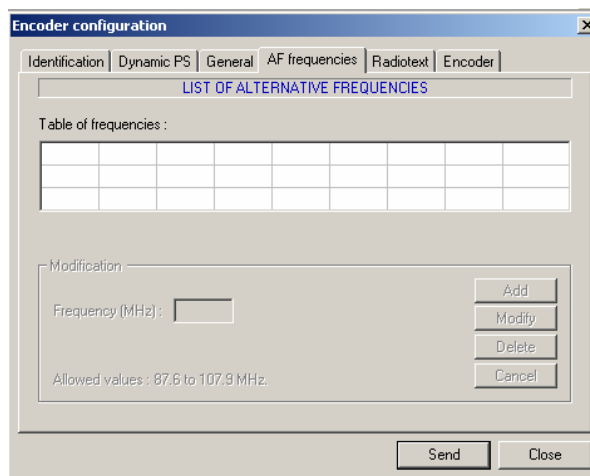 Encoder configuration
Identification Dynamic PS General AF frequencies Radiotext Encoder
LIST OF ALTERNATIVE FREQUENCIES
Table of frequencies :
Modification
Add
Frequency (MHz) :
Modify
Delete
Allowed values : 87.6 to 107.9 MHz.
Cancel
Send Close